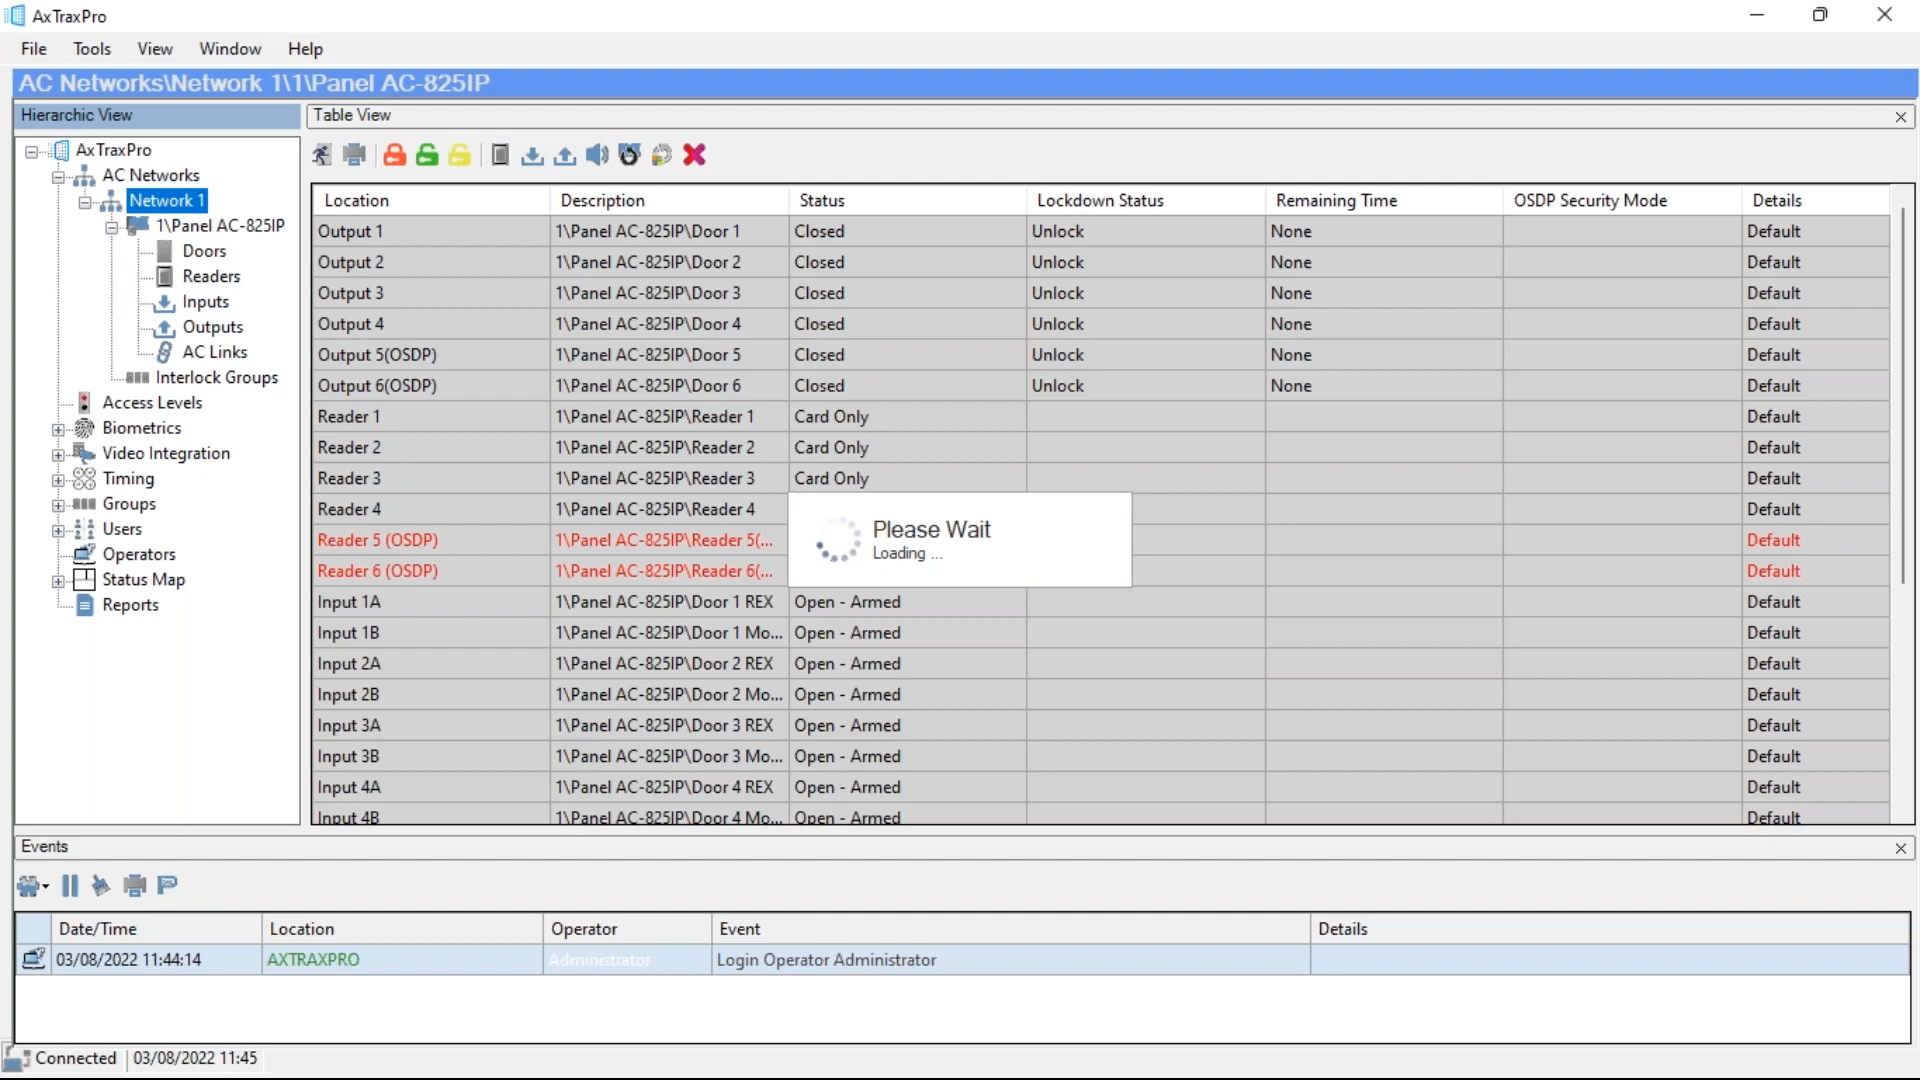 AxTraxPro
File Tools View Window Help
AC Networks\Network 1\1\Panel AC-825IP
Hierarchic View
AxTraxPro
AC Networks
Network 1
1\Panel AC-825IP
Doors
Readers
Inputs
Outputs
AC Links
Interlock Groups
Access Levels
Biometrics
Video Integration
Timing
Groups
Users
Operators
Status Map
Reports
Table View
Location Description Status Lockdown Status Remaining Time OSDP Security Mode Details
Output 1 1\Panel AC-825IP\Door 1 Closed Unlock None Default
Output 2 1\Panel AC-825IP\Door 2 Closed Unlock None Default
Output 3 1\Panel AC-825IP\Door 3 Closed Unlock None Default
Output 4 1\Panel AC-825IP\Door 4 Closed Unlock None Default
Output 5(OSDP) 1\Panel AC-825IP\Door 5 Closed Unlock None Default
Output 6(OSDP) 1\Panel AC-825IP\Door 6 Closed Unlock None Default
Reader 1 1\Panel AC-825IP\Reader 1 Card Only Default
Reader 2 1\Panel AC-825IP\Reader 2 Card Only Default
Reader 3 1\Panel AC-825IP\Reader 3 Card Only Default
Reader 4 1\Panel AC-825IP\Reader 4 Default
Reader 5 (OSDP) 1\Panel AC-825IP\Reader 5(... Default
Reader 6 (OSDP) 1\Panel AC-825IP\Reader 6(... Default
Please Wait
Loading ...
Input 1A 1\Panel AC-825IP\Door 1 REX Open - Armed Default
Input 1B 1\Panel AC-825IP\Door 1 Mo... Open - Armed Default
Input 2A 1\Panel AC-825IP\Door 2 REX Open - Armed Default
Input 2B 1\Panel AC-825IP\Door 2 Mo... Open - Armed Default
Input 3A 1\Panel AC-825IP\Door 3 REX Open - Armed Default
Input 3B 1\Panel AC-825IP\Door 3 Mo... Open - Armed Default
Input 4A 1\Panel AC-825IP\Door 4 REX Open - Armed Default
Input 4B 1\Panel AC-825IP\Door 4 Mo... Open - Armed Default
Events
Date/Time Location Operator Event Details
03/08/2022 11:44:14 AXTRAXPRO Administrator Login Operator Administrator
Connected 03/08/2022 11:45